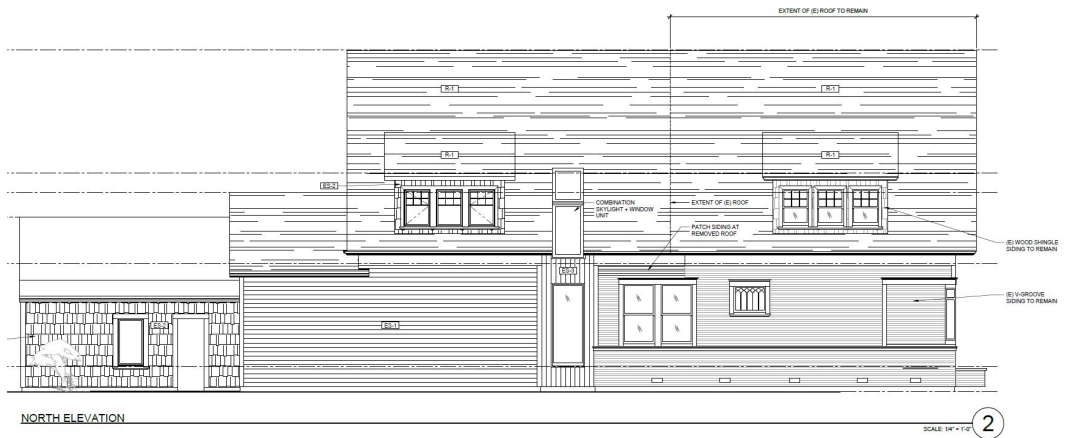 EXTENT OF (E) ROOF TO REMAIN
R-1
R-1
R-1
R-1
ES-2
COMBINATION
SKYLIGHT + WINDOW
UNIT
EXTENT OF (E) ROOF
PATCH SIDING AT
REMOVED ROOF
(E) WOOD SHINGLE
SIDING TO REMAIN
ES-3
(E) V-GROOVE
SIDING TO REMAIN
ES-2
ES-1
NORTH ELEVATION
SCALE: 1/4" = 1'-0"
2